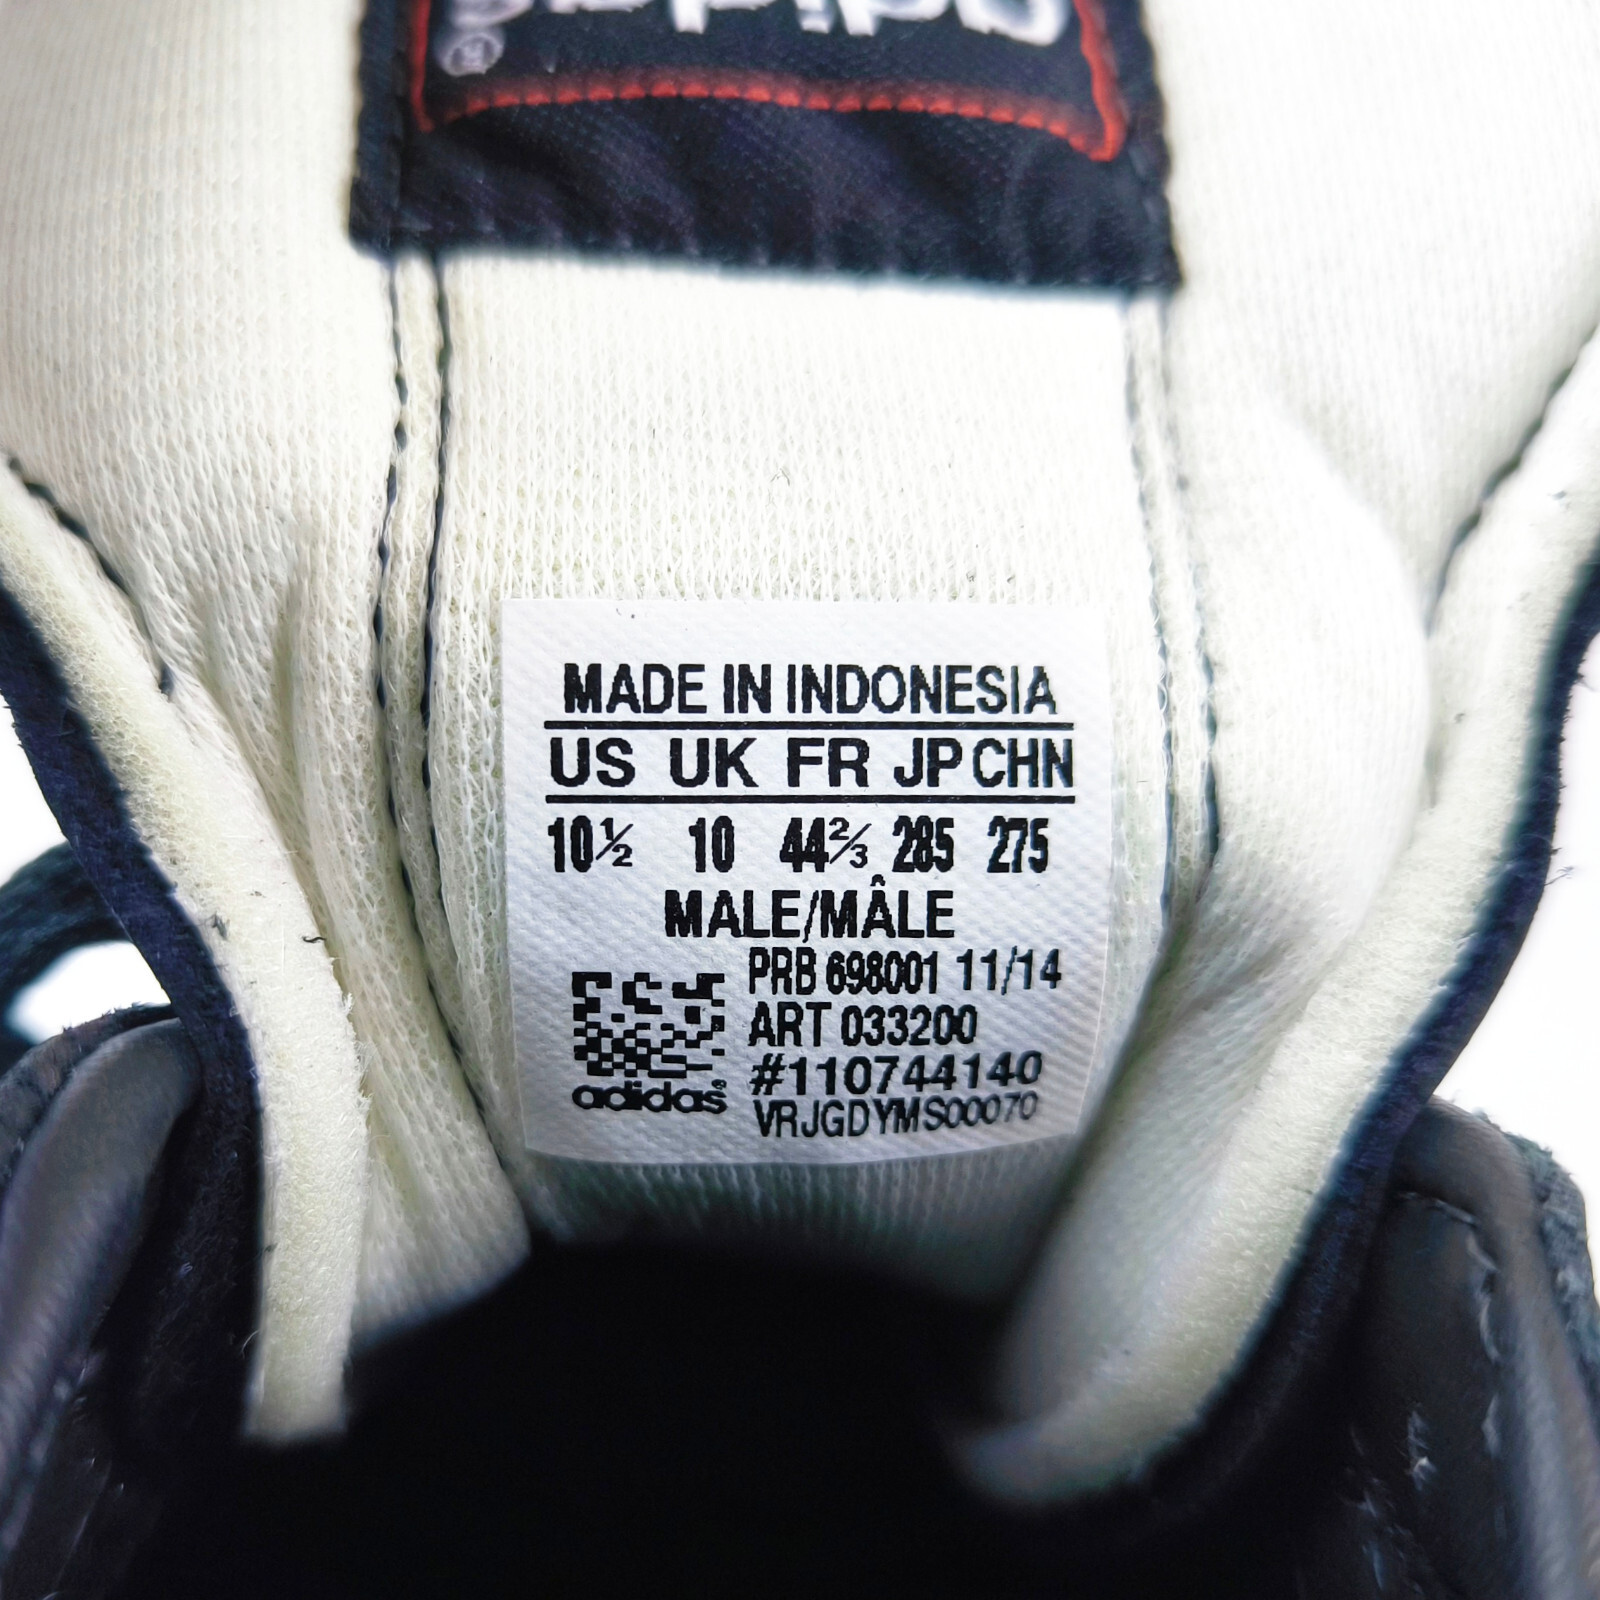 adidas
®
MADE IN INDONESIA
US UK FR JP CHN
10½ 10 44⅔ 285 275
MALE/MÂLE
PRB 698001 11/14
ART 033200
#110744140
adidas®
VRJGDYMS00070